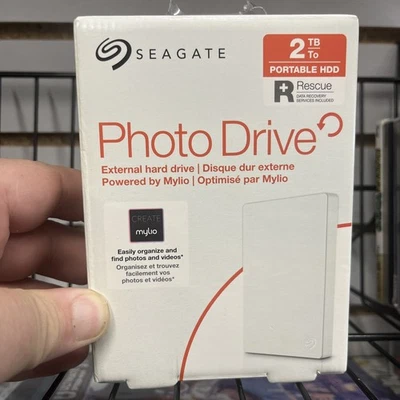 SEAGATE
2 TB
To
PORTABLE HDD
R+ Rescue
DATA RECOVERY
SERVICES INCLUDED
Photo Drive
External hard drive | Disque dur externe
Powered by Mylio | Optimisé par Mylio
CREATE
mylio
Easily organize and
find photos and videos*
Organisez et trouvez
facilement vos
photos et vidéos*